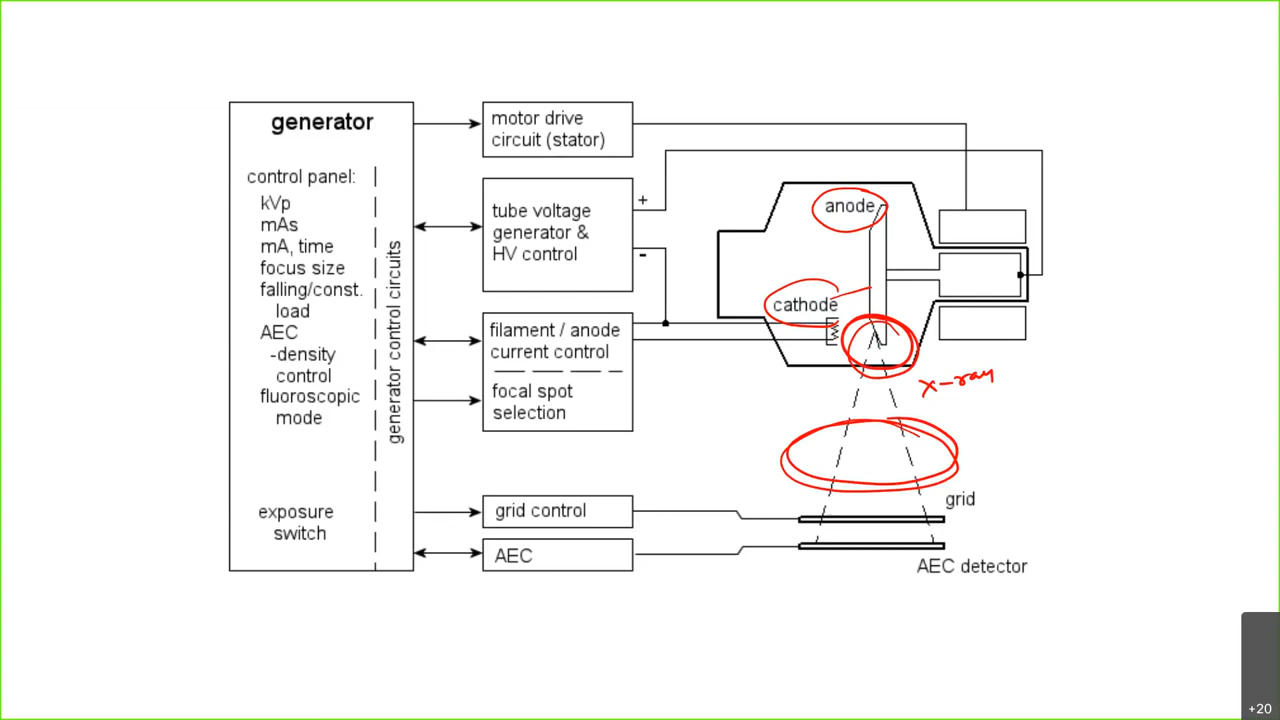 generator
control panel:
kVp
mAs
mA, time
focus size
falling/const.
load
AEC
-density
control
fluoroscopic
mode
exposure
switch
generator control circuits
motor drive
circuit (stator)
tube voltage
generator &
HV control
+
-
filament / anode
current control
focal spot
selection
grid control
AEC
anode
cathode
x-ray
grid
AEC detector
+20